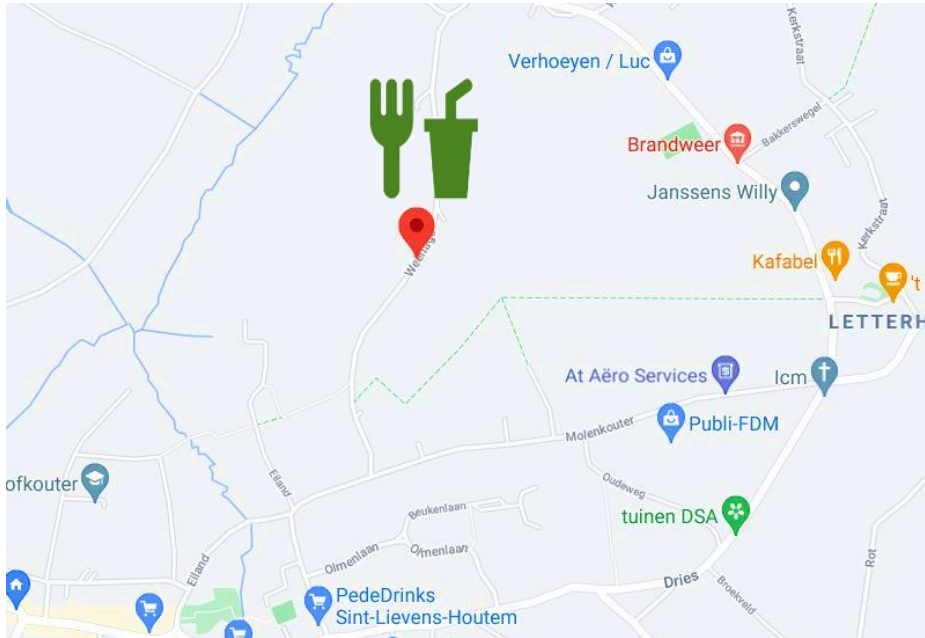 Kerkstraat
Verhoeyen / Luc
Bakkerswegel
Brandweer
Janssens Willy
Kerkstraat
Kafabel
't
LETTERH
At Aëro Services
Icm
Molenkouter
Publi-FDM
ofkouter
Eiland
Oudeweg
Beukenlaan
tuinen DSA
Olmenlaan
Olmenlaan
Eiland
Rot
Dries
Broekveld
PedeDrinks
Sint-Lievens-Houtem